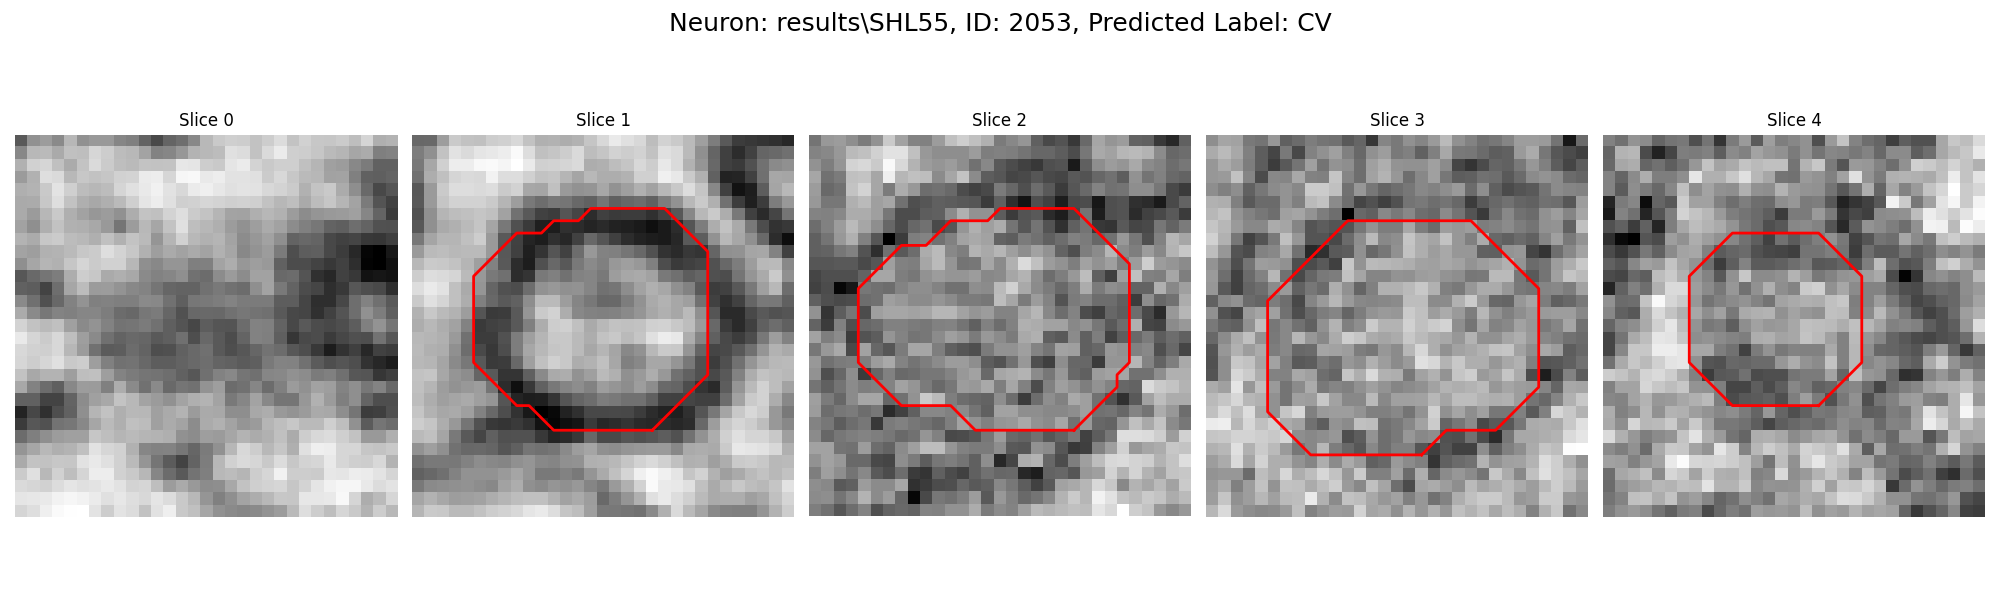 Neuron: results\SHL55, ID: 2053, Predicted Label: CV
Slice 0
Slice 1
Slice 2
Slice 3
Slice 4